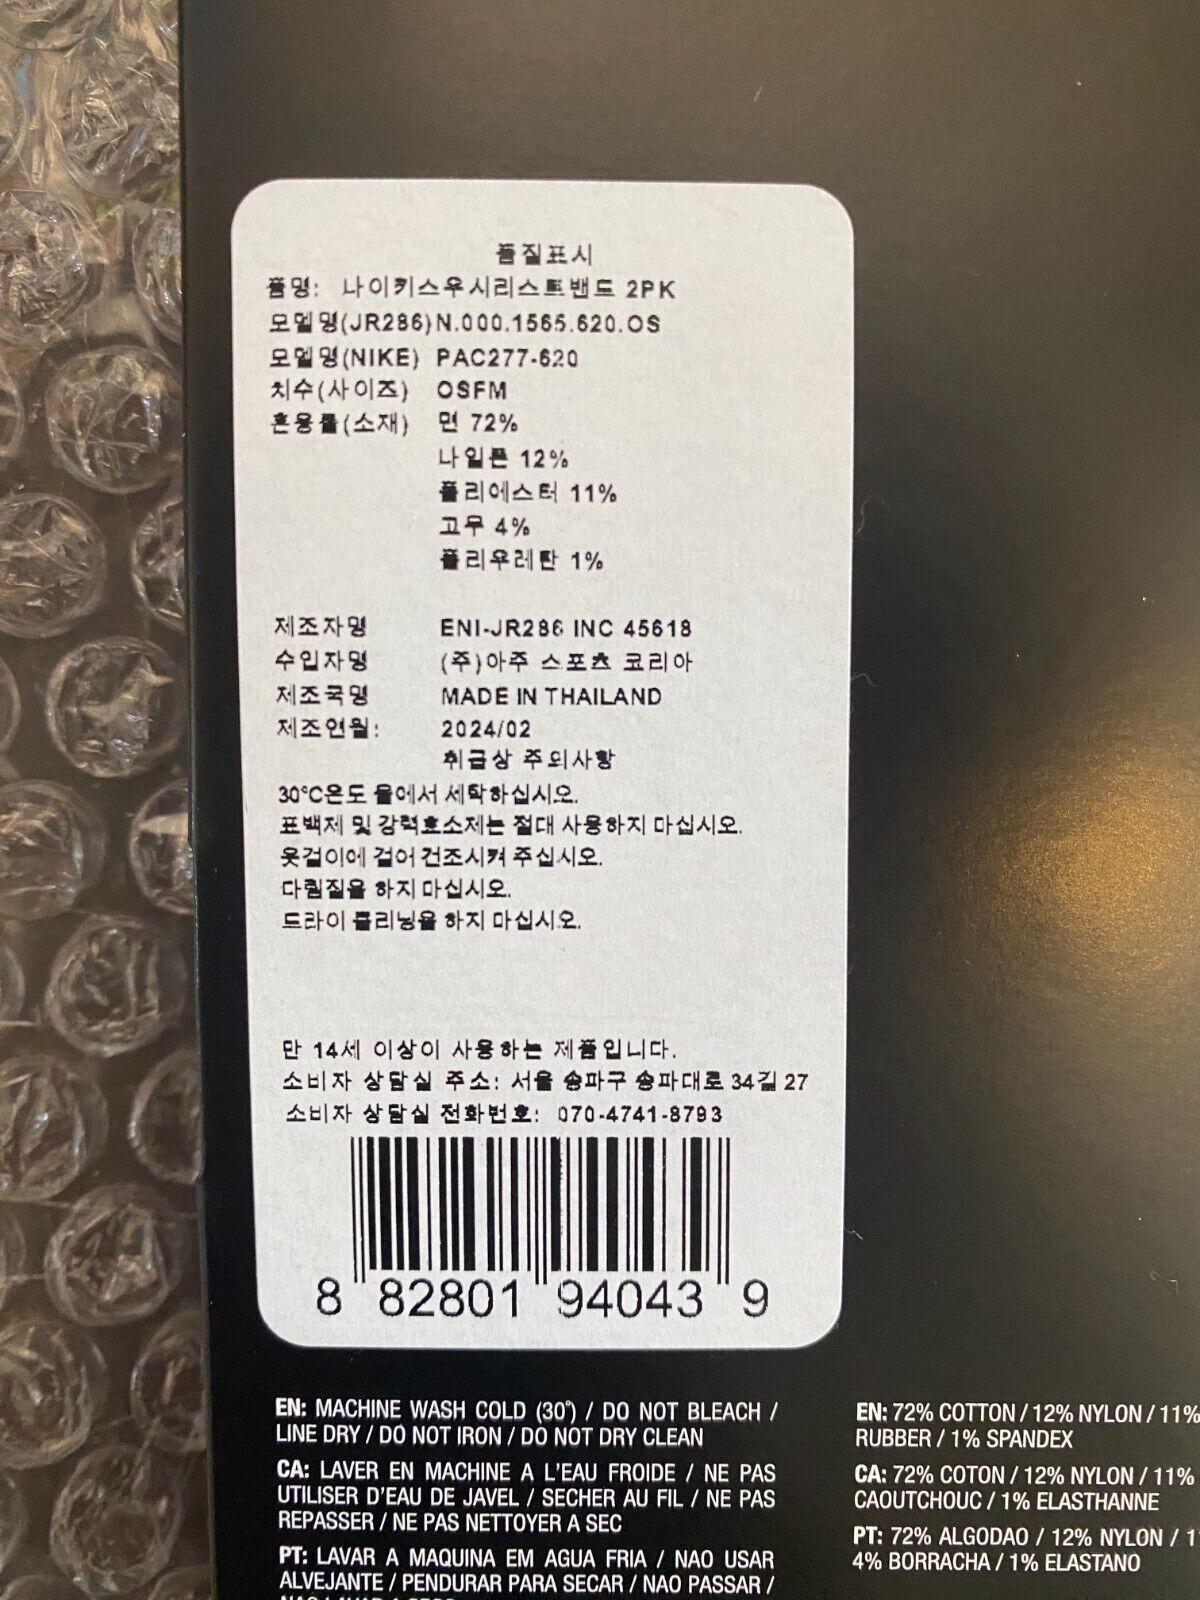 품질표시
품명: 나이키스우시리스트밴드 2PK
모델명(JR286) N.000.1565.620.OS
모델명(NIKE) PAC277-620
치수(사이즈) OSFM
혼용률(소재) 면 72%
나일론 12%
폴리에스터 11%
고무 4%
폴리우레탄 1%
제조자명 ENI-JR286 INC 45618
수입자명 (주)아주 스포츠 코리아
제조국명 MADE IN THAILAND
제조연월: 2024/02
취급상 주의사항
30°C온도 물에서 세탁하십시오.
표백제 및 강력효소제는 절대 사용하지 마십시오.
옷걸이에 걸어 건조시켜 주십시오.
다림질을 하지 마십시오.
드라이 클리닝을 하지 마십시오.
만 14세 이상이 사용하는 제품입니다.
소비자 상담실 주소: 서울 송파구 송파대로 34길 27
소비자 상담실 전화번호: 070-4741-8793
8 82801 94043 9
EN: MACHINE WASH COLD (30°) / DO NOT BLEACH /
LINE DRY / DO NOT IRON / DO NOT DRY CLEAN
CA: LAVER EN MACHINE A L'EAU FROIDE / NE PAS
UTILISER D'EAU DE JAVEL / SECHER AU FIL / NE PAS
REPASSER / NE PAS NETTOYER A SEC
PT: LAVAR A MAQUINA EM AGUA FRIA / NAO USAR
ALVEJANTE / PENDURAR PARA SECAR / NAO PASSAR /
EN: 72% COTTON / 12% NYLON / 11%
RUBBER / 1% SPANDEX
CA: 72% COTON / 12% NYLON / 11%
CAOUTCHOUC / 1% ELASTHANNE
PT: 72% ALGODAO / 12% NYLON /
4% BORRACHA / 1% ELASTANO